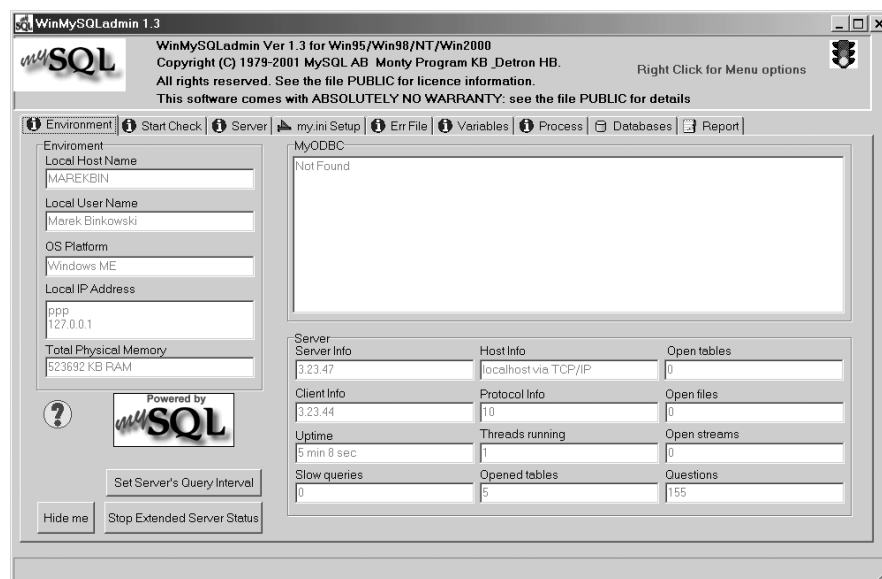 WinMySQLadmin 1.3
mySQL
WinMySQLadmin Ver 1.3 for Win95/Win98/NT/Win2000
Copyright (C) 1979-2001 MySQL AB Monty Program KB _Detron HB.
All rights reserved. See the file PUBLIC for licence information.
This software comes with ABSOLUTELY NO WARRANTY: see the file PUBLIC for details
Right Click for Menu options
Environment Start Check Server my.ini Setup Err File Variables Process Databases Report
Enviroment
Local Host Name
MAREKBIN
Local User Name
Marek Binkowski
OS Platform
Windows ME
Local IP Address
ppp
127.0.0.1
Total Physical Memory
523692 KB RAM
MyODBC
Not Found
Server
Server Info Host Info Open tables
3.23.47 localhost via TCP/IP 0
Client Info Protocol Info Open files
3.23.44 10 0
Uptime Threads running Open streams
5 min 8 sec 1 0
Slow queries Opened tables Questions
0 5 155
?
Powered by
mySQL
Set Server's Query Interval
Hide me Stop Extended Server Status